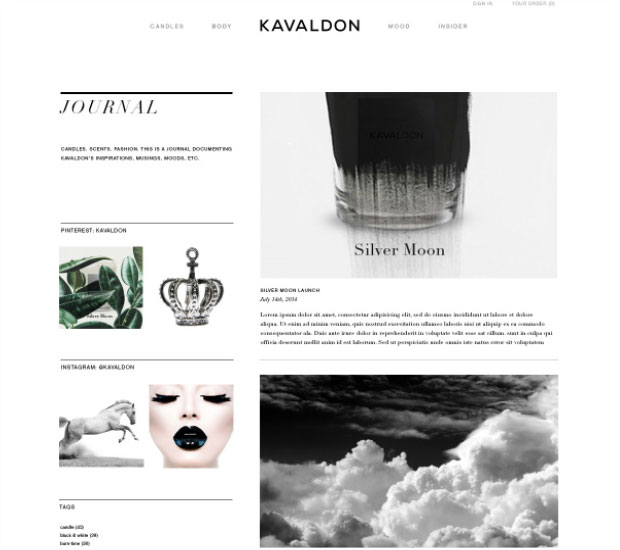 SIGN IN YOUR ORDER (0)
CANDLES BODY KAVALDON MOOD INSIDER
JOURNAL
CANDLES. SCENTS. FASHION. THIS IS A JOURNAL DOCUMENTING
KAVALDON'S INSPIRATIONS, MUSINGS, MOODS, ETC.
PINTEREST: KAVALDON
Silver Moon
INSTAGRAM: @KAVALDON
TAGS
candle (42)
black & white (29)
burn-time (26)
KAVALDON
Silver Moon
SILVER MOON LAUNCH
July 14th, 2014
Lorem ipsum dolor sit amet, consectetur adipisicing elit, sed do eiusmo incididunt ut labore et dolore
aliqua. Ut enim ad minim veniam, quis nostrud exercitation ullamco laboris nisi ut aliquip ex ea commodo
consequantetur ala. Duis aute irure dolor in reprehenderit in voluptate velit esse sat cillum. sunt in culpa qui
officia deserunt mollit anim id est laborum. Sed ut perspiciatis unde omnis iste natus error sit voluptatem